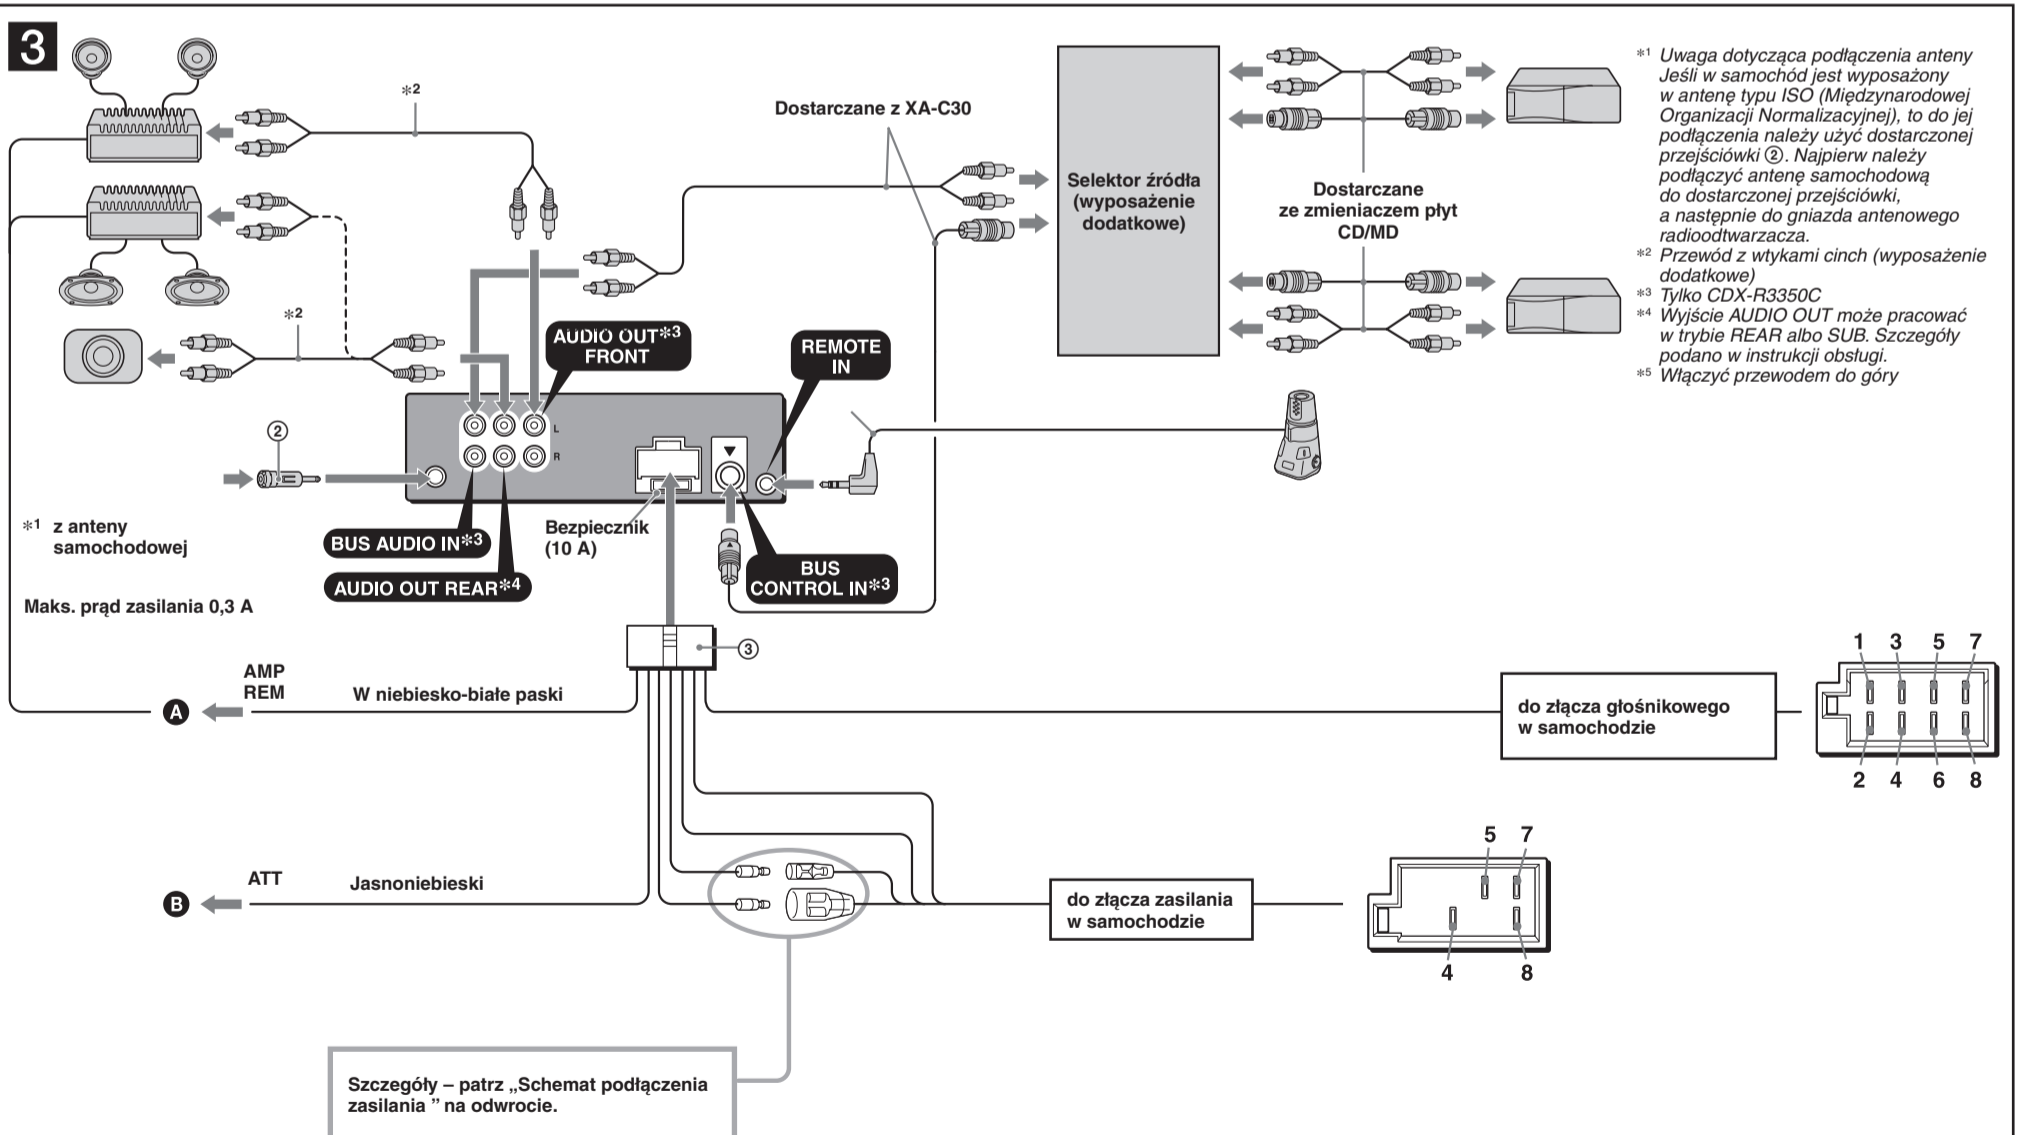 3
*2
Dostarczane z XA-C30
Selektor źródła
(wyposażenie
dodatkowe)
Dostarczane
ze zmieniaczem płyt
CD/MD
*1 Uwaga dotycząca podłączenia anteny
Jeśli w samochód jest wyposażony
w antenę typu ISO (Międzynarodowej
Organizacji Normalizacyjnej), to do jej
podłączenia należy użyć dostarczonej
przejściówki ②. Najpierw należy
podłączyć antenę samochodową
do dostarczonej przejściówki,
a następnie do gniazda antenowego
radioodtwarzacza.
*2 Przewód z wtykami cinch (wyposażenie
dodatkowe)
*3 Tylko CDX-R3350C
*4 Wyjście AUDIO OUT może pracować
w trybie REAR albo SUB. Szczegóły
podano w instrukcji obsługi.
*5 Włączyć przewodem do góry
*2
AUDIO OUT*3
FRONT
REMOTE
IN
L
R
②
*1 z anteny
samochodowej
BUS AUDIO IN*3
AUDIO OUT REAR*4
Bezpiecznik
(10 A)
BUS
CONTROL IN*3
Maks. prąd zasilania 0,3 A
③
AMP
REM
W niebiesko-białe paski
A
do złącza głośnikowego
w samochodzie
1 3 5 7
2 4 6 8
ATT
Jasnoniebieski
B
do złącza zasilania
w samochodzie
5 7
4 8
Szczegóły – patrz „Schemat podłączenia
zasilania ” na odwrocie.